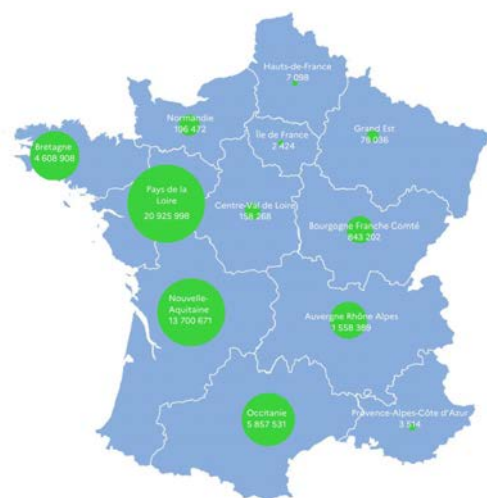 Hauts-de-France
7 098
Normandie
106 472
Île de France
2 424
Grand Est
76 036
Bretagne
4 608 908
Pays de la
Loire
20 925 998
Centre-Val de Loire
158 268
Bourgogne Franche Comté
643 202
Nouvelle-
Aquitaine
13 700 671
Auvergne Rhône Alpes
1 558 389
Occitanie
5 857 531
Provence-Alpes-Côte d'Azur
3 514